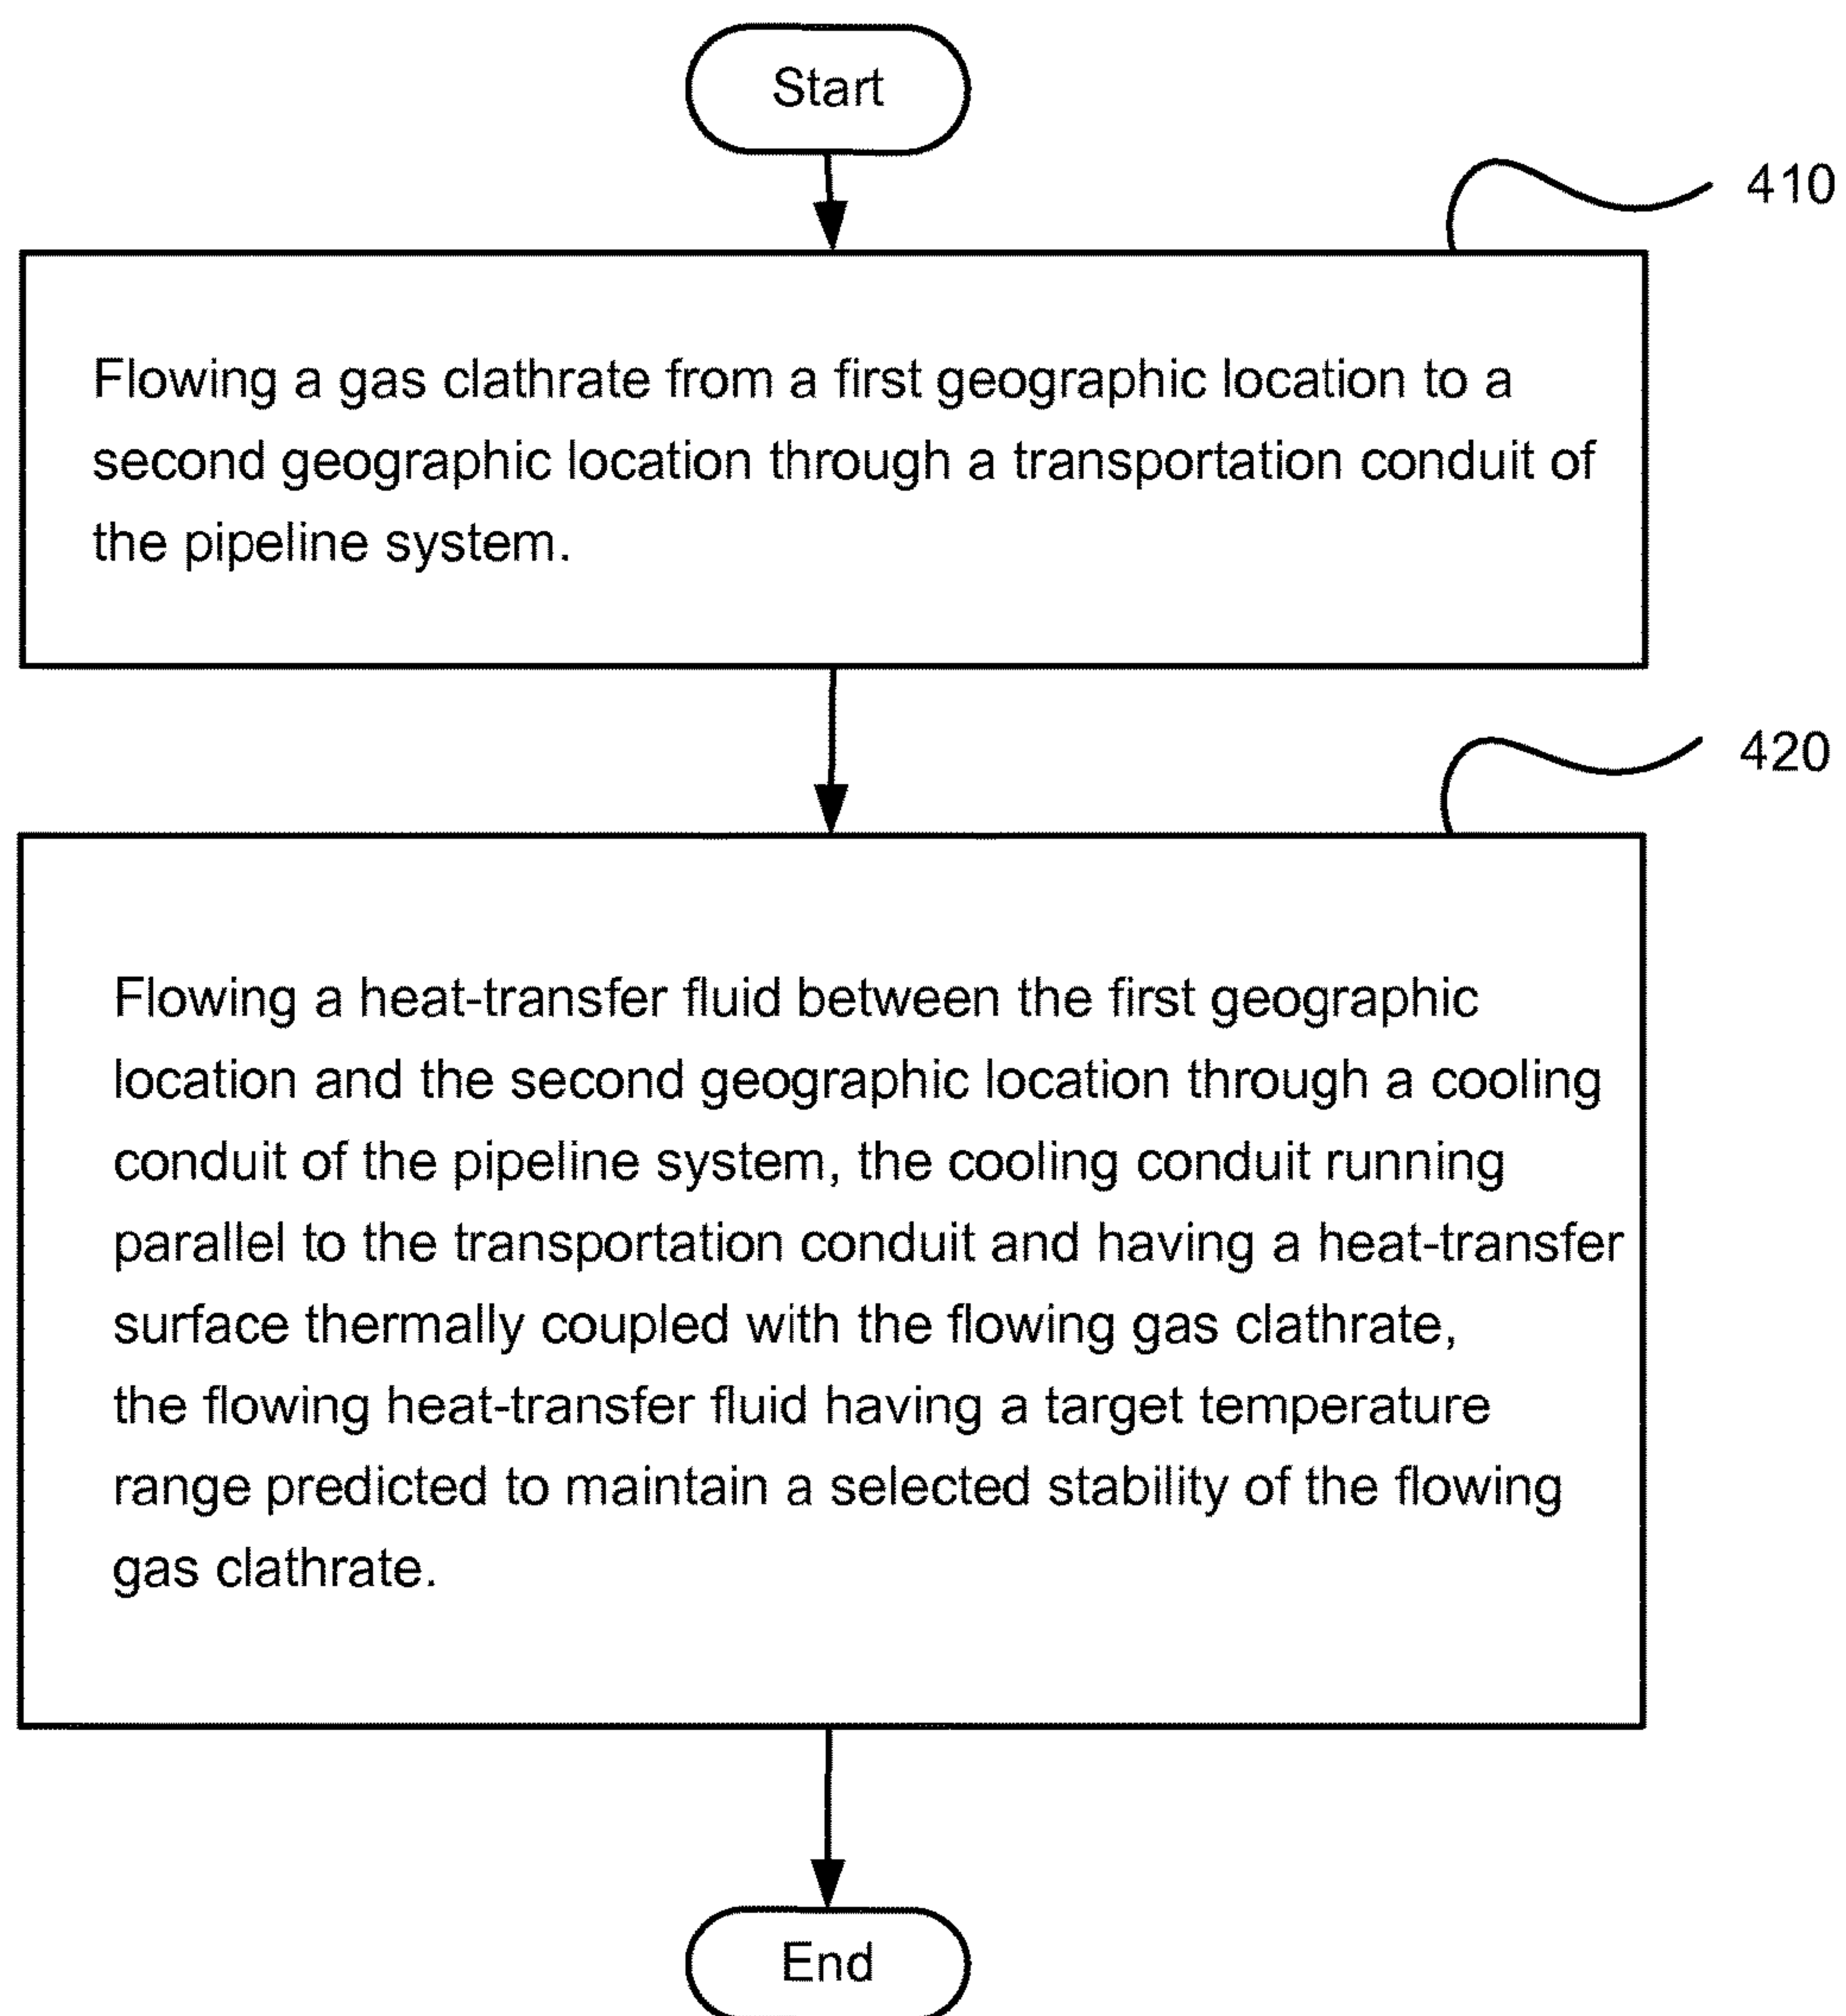 Start
410
Flowing a gas clathrate from a first geographic location to a
second geographic location through a transportation conduit of
the pipeline system.
420
Flowing a heat-transfer fluid between the first geographic
location and the second geographic location through a cooling
conduit of the pipeline system, the cooling conduit running
parallel to the transportation conduit and having a heat-transfer
surface thermally coupled with the flowing gas clathrate,
the flowing heat-transfer fluid having a target temperature
range predicted to maintain a selected stability of the flowing
gas clathrate.
End